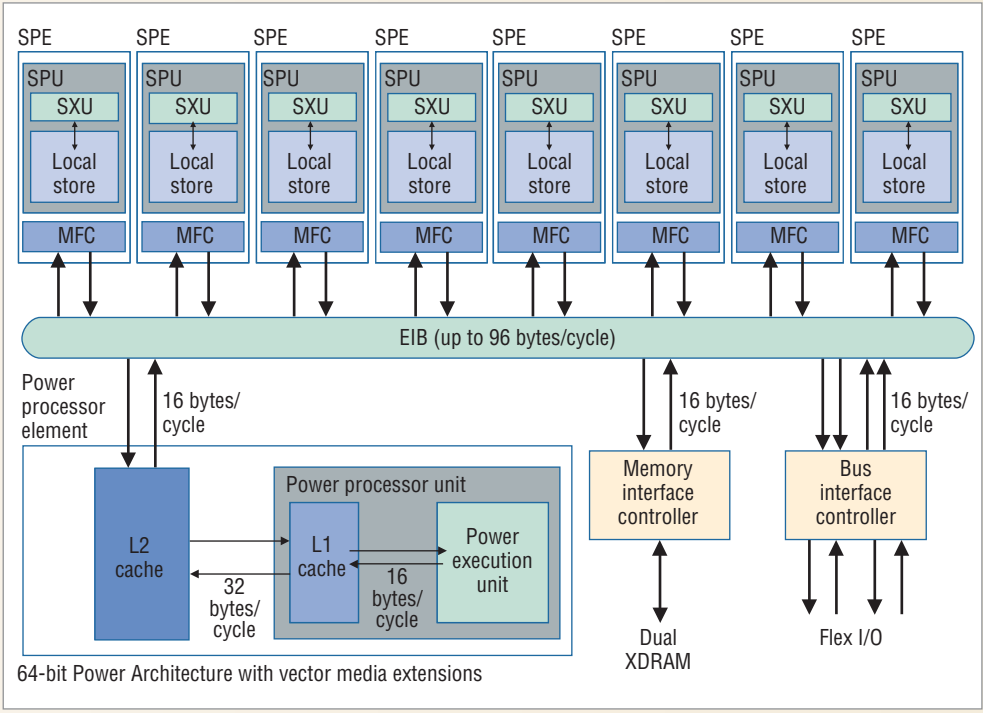 SPE SPE SPE SPE SPE SPE SPE SPE
SPU SPU SPU SPU SPU SPU SPU SPU
SXU SXU SXU SXU SXU SXU SXU SXU
Local Local Local Local Local Local Local Local
store store store store store store store store
MFC MFC MFC MFC MFC MFC MFC MFC
EIB (up to 96 bytes/cycle)
Power
processor
element
16 bytes/
cycle
16 bytes/
cycle
16 bytes/
cycle
L2
cache
Power processor unit
L1
cache
Power
execution
unit
32
bytes/
cycle
16
bytes/
cycle
Memory
interface
controller
Bus
interface
controller
Dual
XDRAM
Flex I/O
64-bit Power Architecture with vector media extensions